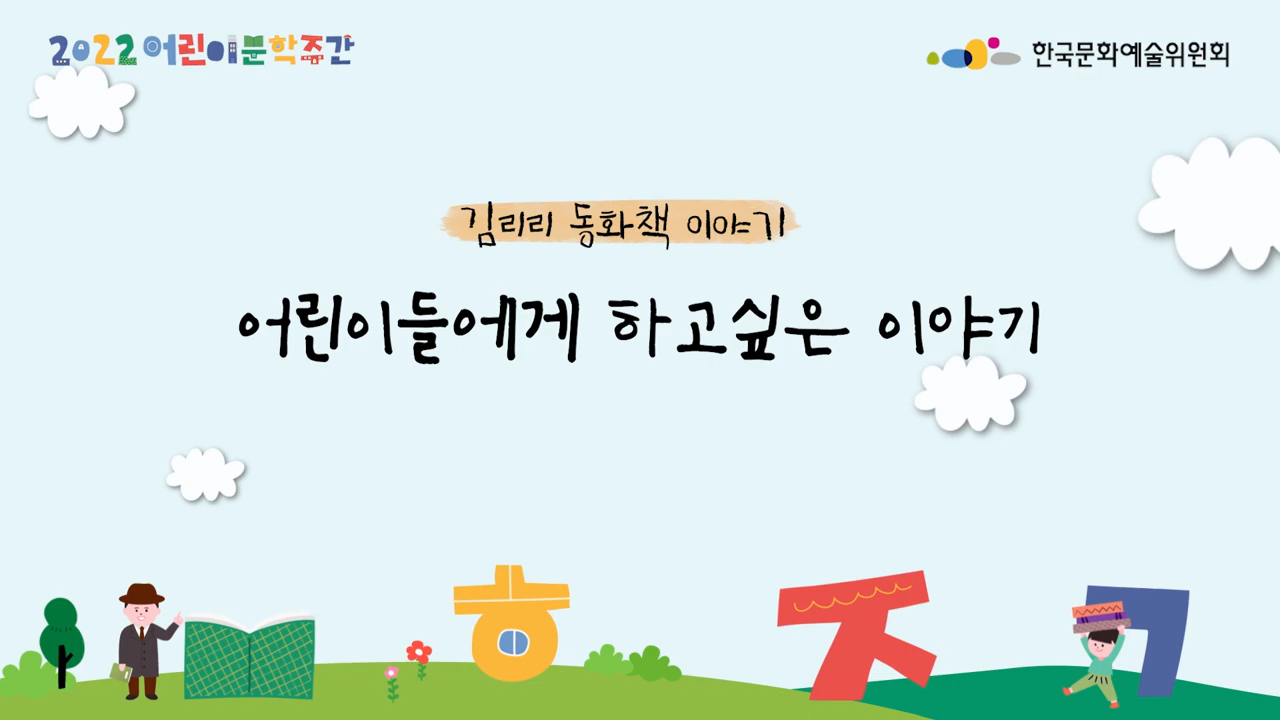 2022 어린이문학주간
한국문화예술위원회
김리리 동화책 이야기
어린이들에게 하고싶은 이야기
ㅎ ㅈ ㄱ